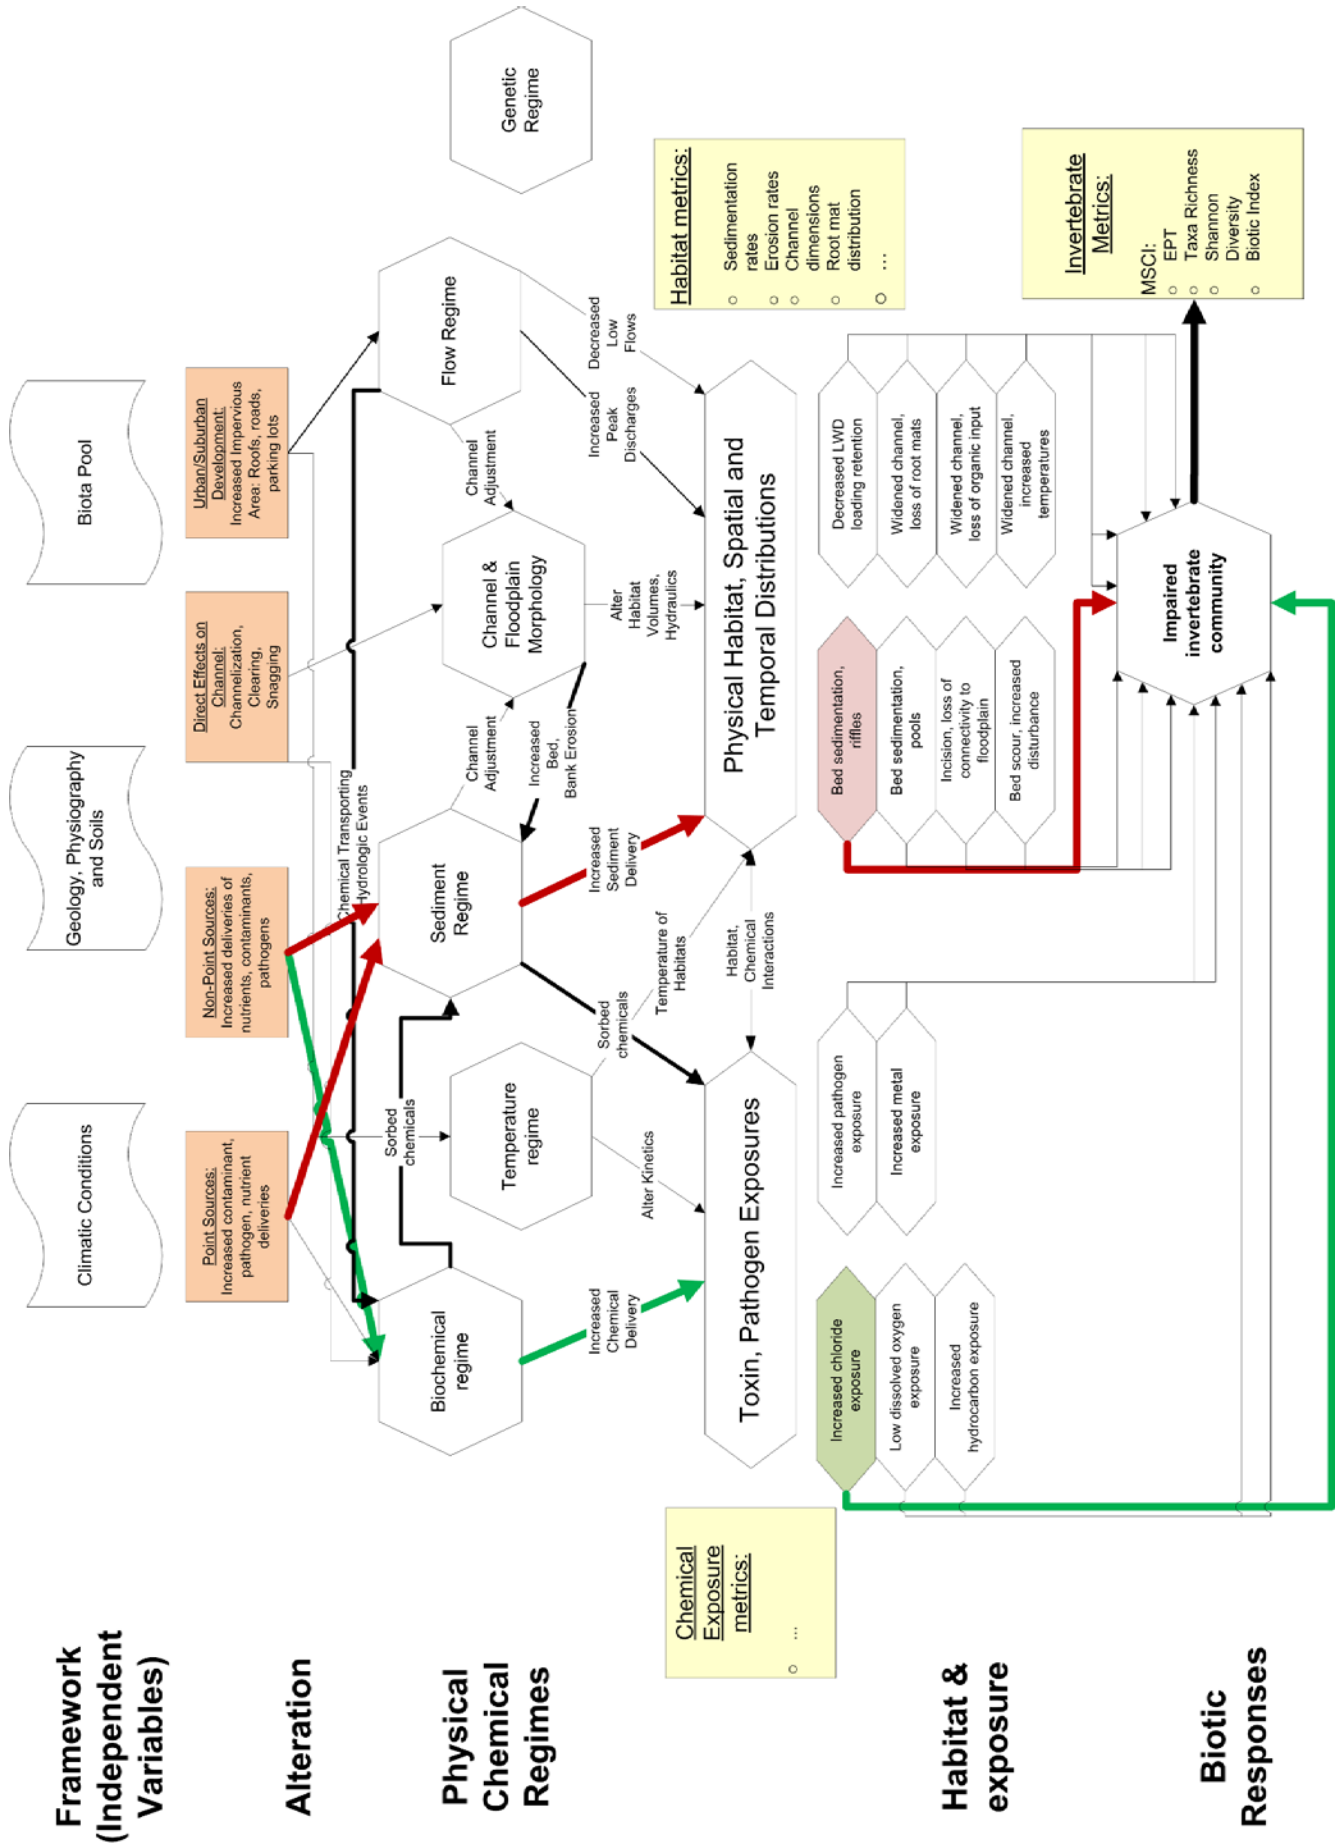 Framework
(Independent
Variables)
Climatic Conditions
Geology, Physiography
and Soils
Biota Pool
Alteration
Point Sources:
Increased contaminant,
pathogen, nutrient
deliveries
Non-Point Sources:
Increased deliveries of
nutrients, contaminants,
pathogens
Direct Effects on
Channel:
Channelization,
Clearing,
Snagging
Urban/Suburban
Development:
Increased Impervious
Area: Roofs, roads,
parking lots
Chemical Transporting
Hydrologic Events
Physical
Chemical
Regimes
Biochemical
regime
Sorbed
chemicals
Temperature
regime
Sediment
Regime
Channel
Adjustment
Channel &
Floodplain
Morphology
Channel
Adjustment
Flow Regime
Genetic
Regime
Increased
Chemical
Delivery
Alter Kinetics
Sorbed
chemicals
Temperature of
Habitats
Increased
Sediment
Delivery
Increased
Bed,
Bank Erosion
Alter
Habitat
Volumes,
Hydraulics
Increased
Peak
Discharges
Decreased
Low
Flows
Chemical
Exposure
metrics:
○ ...
Toxin, Pathogen Exposures
Habitat,
Chemical
Interactions
Physical Habitat, Spatial and
Temporal Distributions
Habitat metrics:
○ Sedimentation
rates
○ Erosion rates
○ Channel
dimensions
○ Root mat
distribution
○ ...
Habitat &
exposure
Increased chloride
exposure
Low dissolved oxygen
exposure
Increased
hydrocarbon exposure
Increased pathogen
exposure
Increased metal
exposure
Bed sedimentation,
riffles
Bed sedimentation,
pools
Incision, loss of
connectivity to
floodplain
Bed scour, increased
disturbance
Decreased LWD
loading retention
Widened channel,
loss of root mats
Widened channel,
loss of organic input
Widened channel,
increased
temperatures
Biotic
Responses
Impaired
invertebrate
community
Invertebrate
Metrics:
MSCI:
○ EPT
○ Taxa Richness
○ Shannon
Diversity
○ Biotic Index